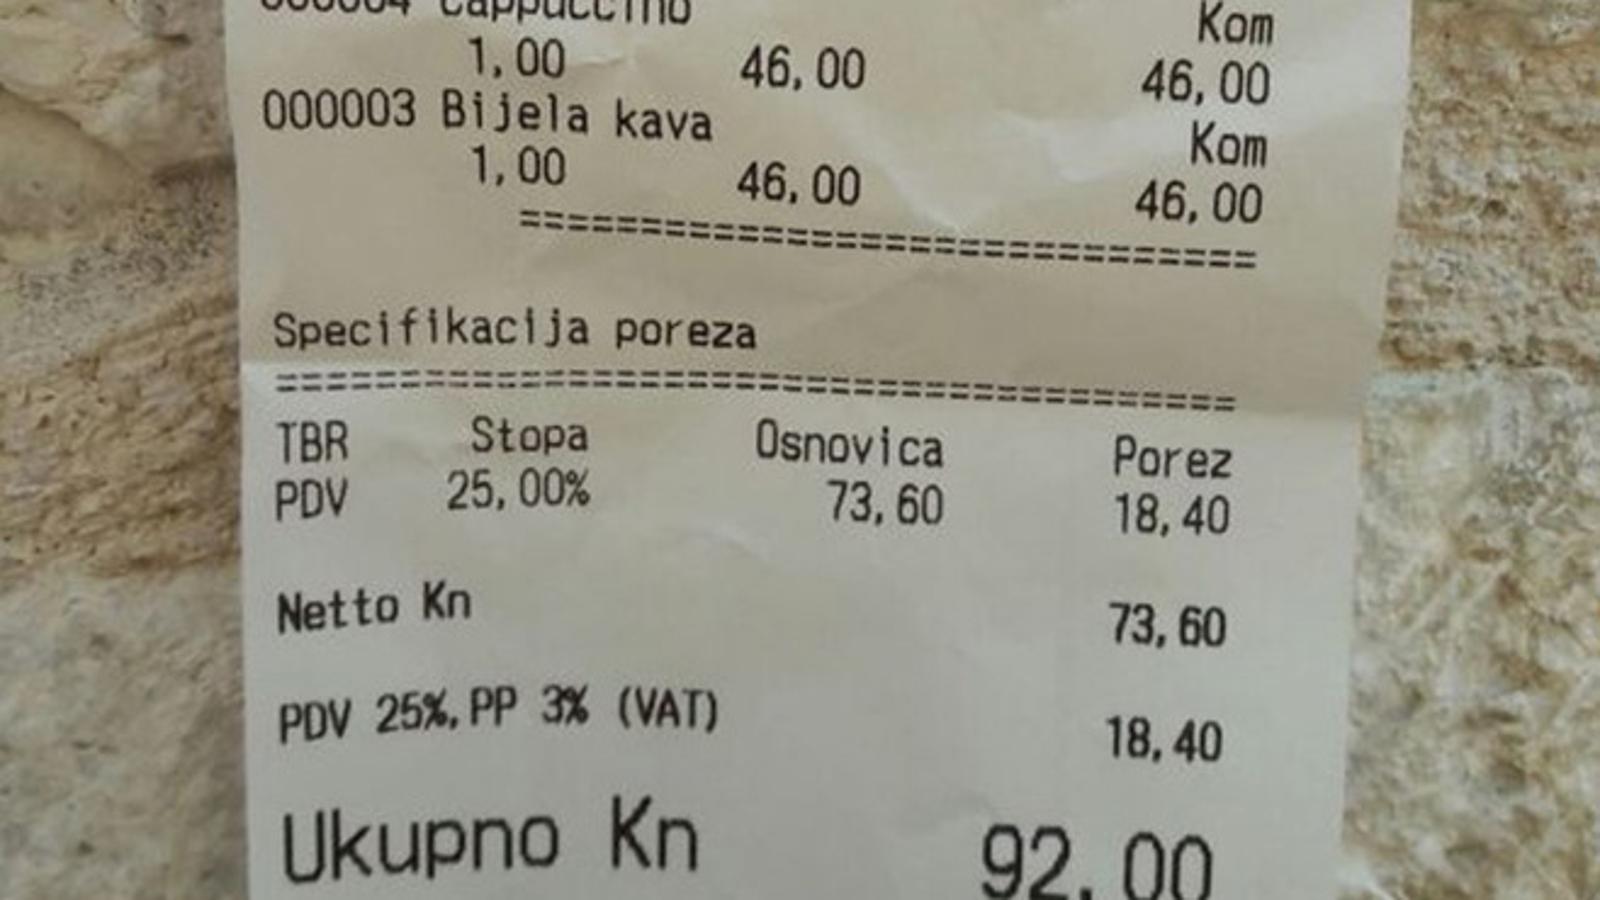 000004 Cappuccino Kom
1,00 46,00 46,00
000003 Bijela kava Kom
1,00 46,00 46,00
==============================
Specifikacija poreza
========================================
TBR Stopa Osnovica Porez
PDV 25,00% 73,60 18,40
Netto Kn 73,60
PDV 25%,PP 3% (VAT) 18,40
Ukupno Kn 92,00